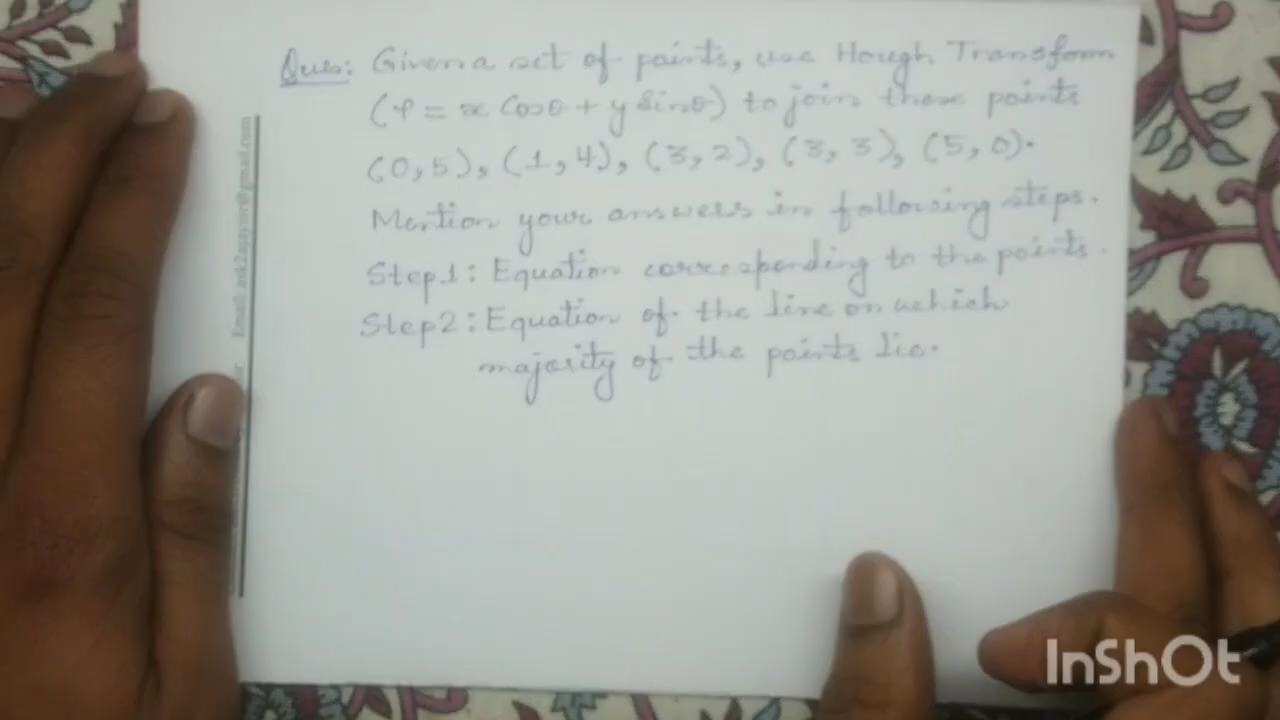 Ques: Given a set of points, use Hough Transform
(r = x Cosθ + y Sinθ) to join these points
(0,5), (1,4), (3,2), (3,3), (5,0).
Mention your answers in following steps.
Step1: Equation corresponding to the points.
Step2: Equation of the line on which
majority of the points lie.
InShOt